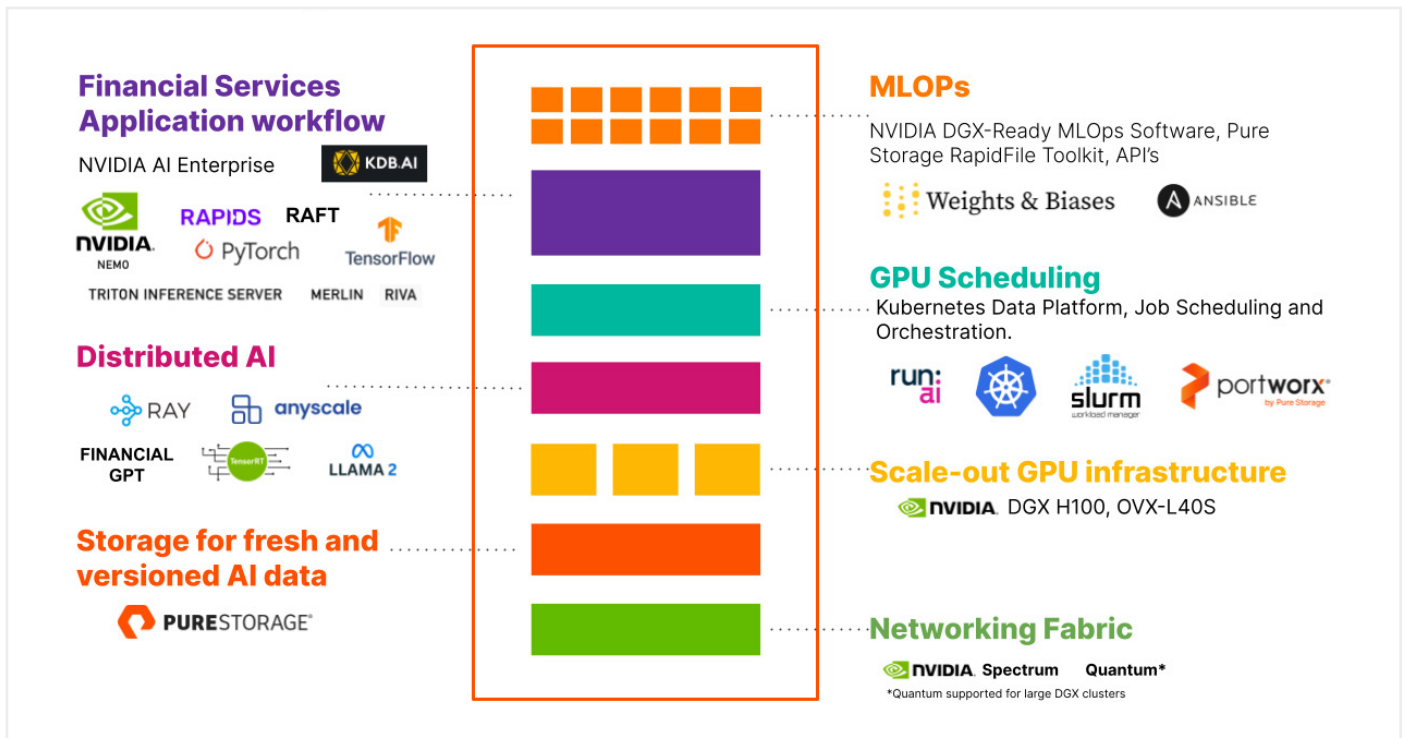 Financial Services
Application workflow
NVIDIA AI Enterprise
KDB.AI
NVIDIA.
NEMO
RAPIDS
RAFT
PyTorch
TensorFlow
TRITON INFERENCE SERVER
MERLIN
RIVA
Distributed AI
RAY
anyscale
FINANCIAL
GPT
TensorRT
LLAMA 2
Storage for fresh and
versioned AI data
PURESTORAGE®
MLOPs
NVIDIA DGX-Ready MLOps Software, Pure
Storage RapidFile Toolkit, API’s
Weights & Biases
A ANSIBLE
GPU Scheduling
Kubernetes Data Platform, Job Scheduling and
Orchestration.
run:
ai
slurm
workload manager
portworx®
by Pure Storage
Scale-out GPU infrastructure
NVIDIA. DGX H100, OVX-L40S
Networking Fabric
NVIDIA. Spectrum Quantum*
*Quantum supported for large DGX clusters